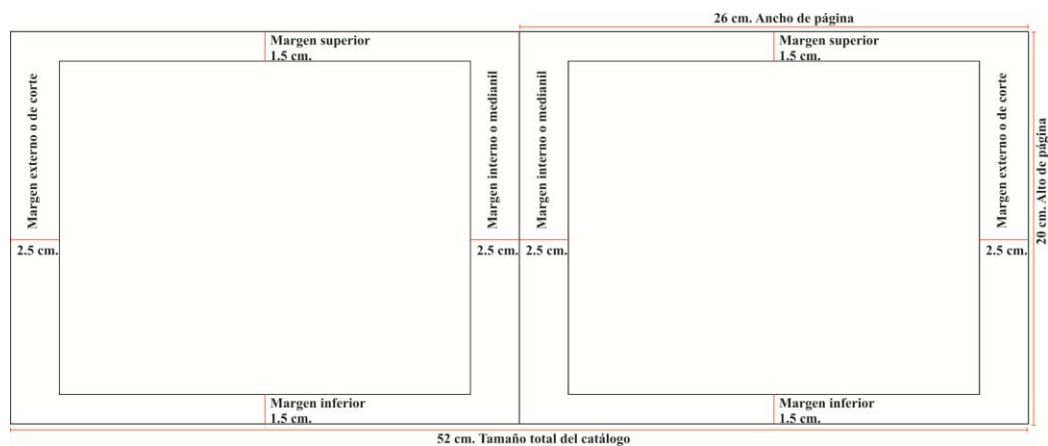 26 cm. Ancho de página
Margen superior
1.5 cm.
Margen superior
1.5 cm.
Margen externo o de corte
Margen interno o medianil
Margen interno o medianil
Margen externo o de corte
20 cm. Alto de página
2.5 cm.
2.5 cm.
2.5 cm.
2.5 cm.
Margen inferior
1.5 cm.
Margen inferior
1.5 cm.
52 cm. Tamaño total del catálogo